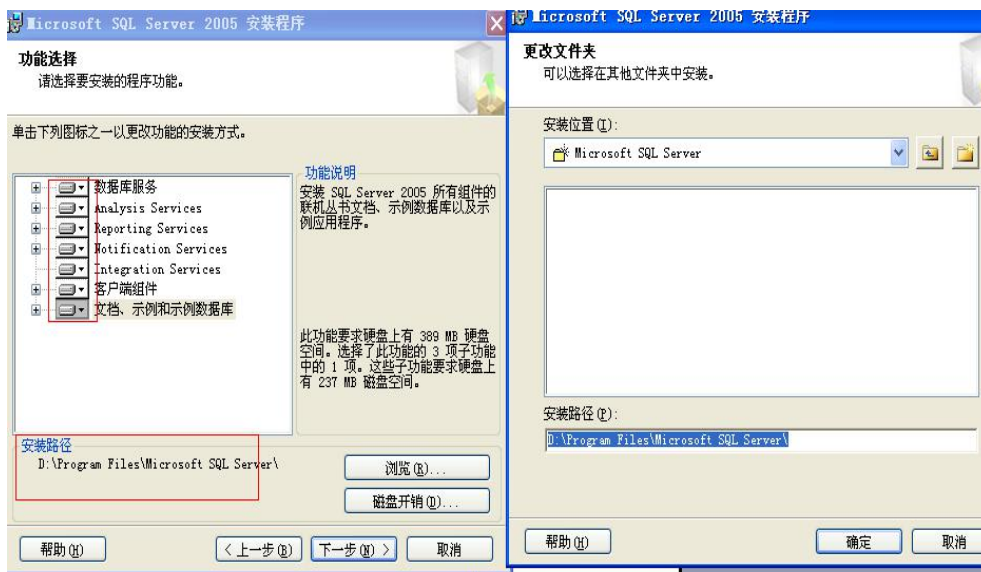 Microsoft SQL Server 2005 安装程序
功能选择
请选择要安装的程序功能。
单击下列图标之一以更改功能的安装方式。
数据库服务
Analysis Services
Reporting Services
Notification Services
Integration Services
客户端组件
文档、示例和示例数据库
功能说明
安装 SQL Server 2005 所有组件的
联机丛书文档、示例数据库以及示
例应用程序。
此功能要求硬盘上有 389 MB 硬盘
空间。选择了此功能的 3 项子功能
中的 1 项。这些子功能要求硬盘上
有 237 MB 磁盘空间。
安装路径
D:\Program Files\Microsoft SQL Server\
浏览(R)...
磁盘开销(D)...
帮助(H)
< 上一步(B)
下一步(N) >
取消
Microsoft SQL Server 2005 安装程序
更改文件夹
可以选择在其他文件夹中安装。
安装位置(I):
Microsoft SQL Server
安装路径(P):
D:\Program Files\Microsoft SQL Server\
帮助(H)
确定
取消